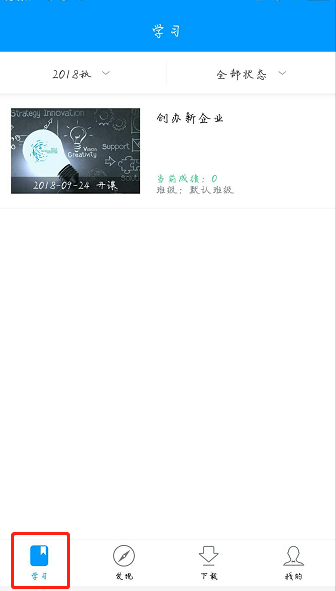 学习
2018秋
全部状态
创办新企业
Strategy Innovation
Vision
Creativity
Support
2018-09-24 开课
当前成绩：0
班级：默认班级
学习
发现
下载
我的